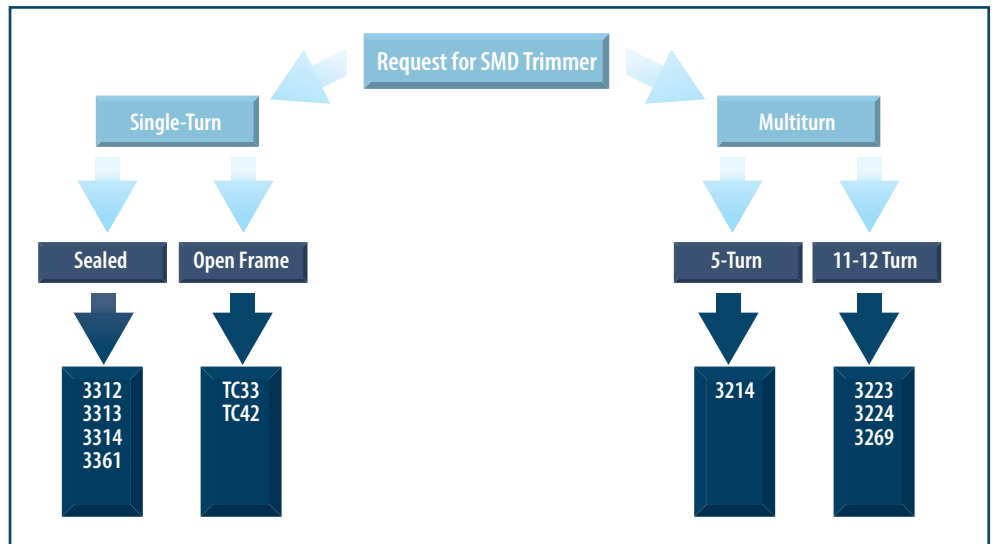 Request for SMD Trimmer
Single-Turn
Multiturn
Sealed
Open Frame
5-Turn
11-12 Turn
3312
3313
3314
3361
TC33
TC42
3214
3223
3224
3269